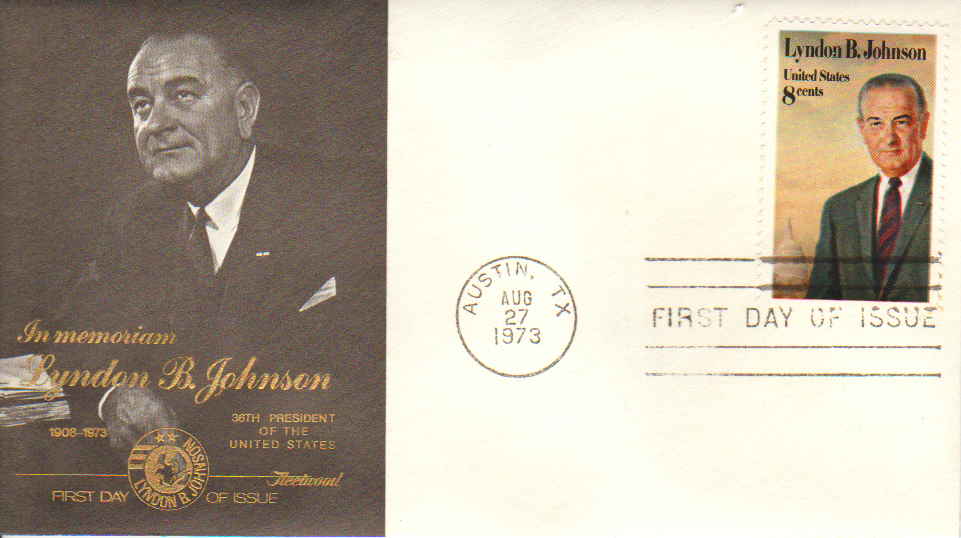 In memoriam
Lyndon B. Johnson
1908-1973
36TH PRESIDENT
OF THE
UNITED STATES
LYNDON B. JOHNSON
Fleetwood
FIRST DAY OF ISSUE
AUSTIN, TX
AUG
27
1973
Lyndon B. Johnson
United States
8 cents
FIRST DAY OF ISSUE